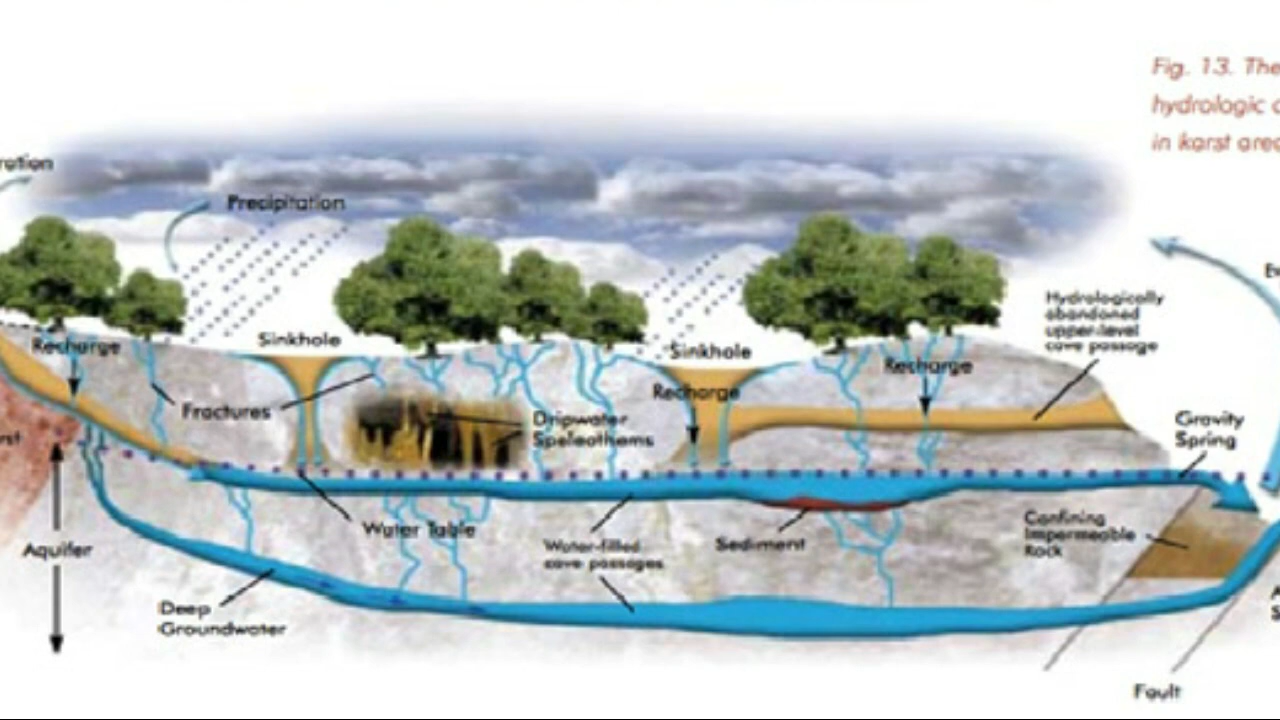 Fig. 13. The
hydrologic
in karst
Precipitation
Hydrologically
abandoned
upper-level
cave passage
Sinkhole
Recharge
Sinkhole
Recharge
Recharge
Fractures
Dripwater
Speleothems
Gravity
Spring
Water Table
Confining
Impermeable
Rock
Sediment
Water-filled
cave passages
Aquifer
Deep
Groundwater
Fault